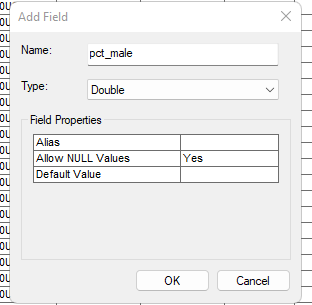 Add Field
Name: pct_male
Type: Double
Field Properties
Alias
Allow NULL Values Yes
Default Value
OK Cancel